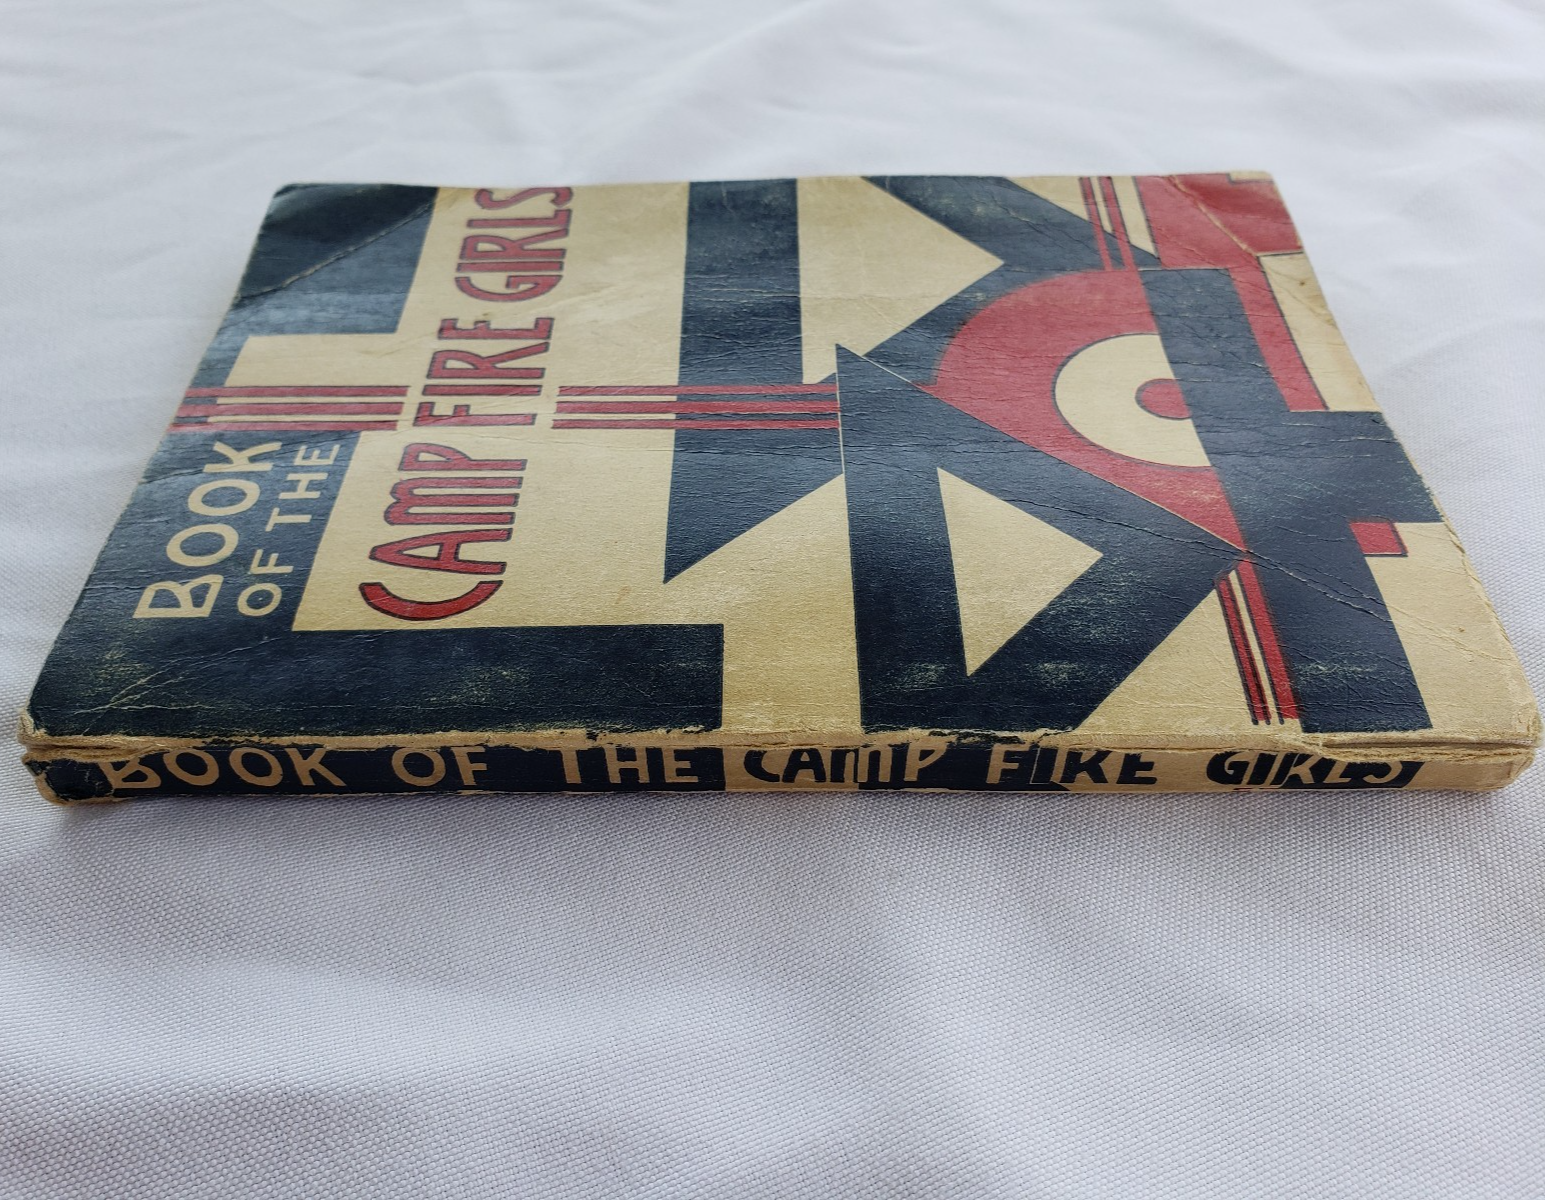 BOOK
OF THE
CAMP FIRE GIRLS
BOOK OF THE CAMP FIRE GIRLS